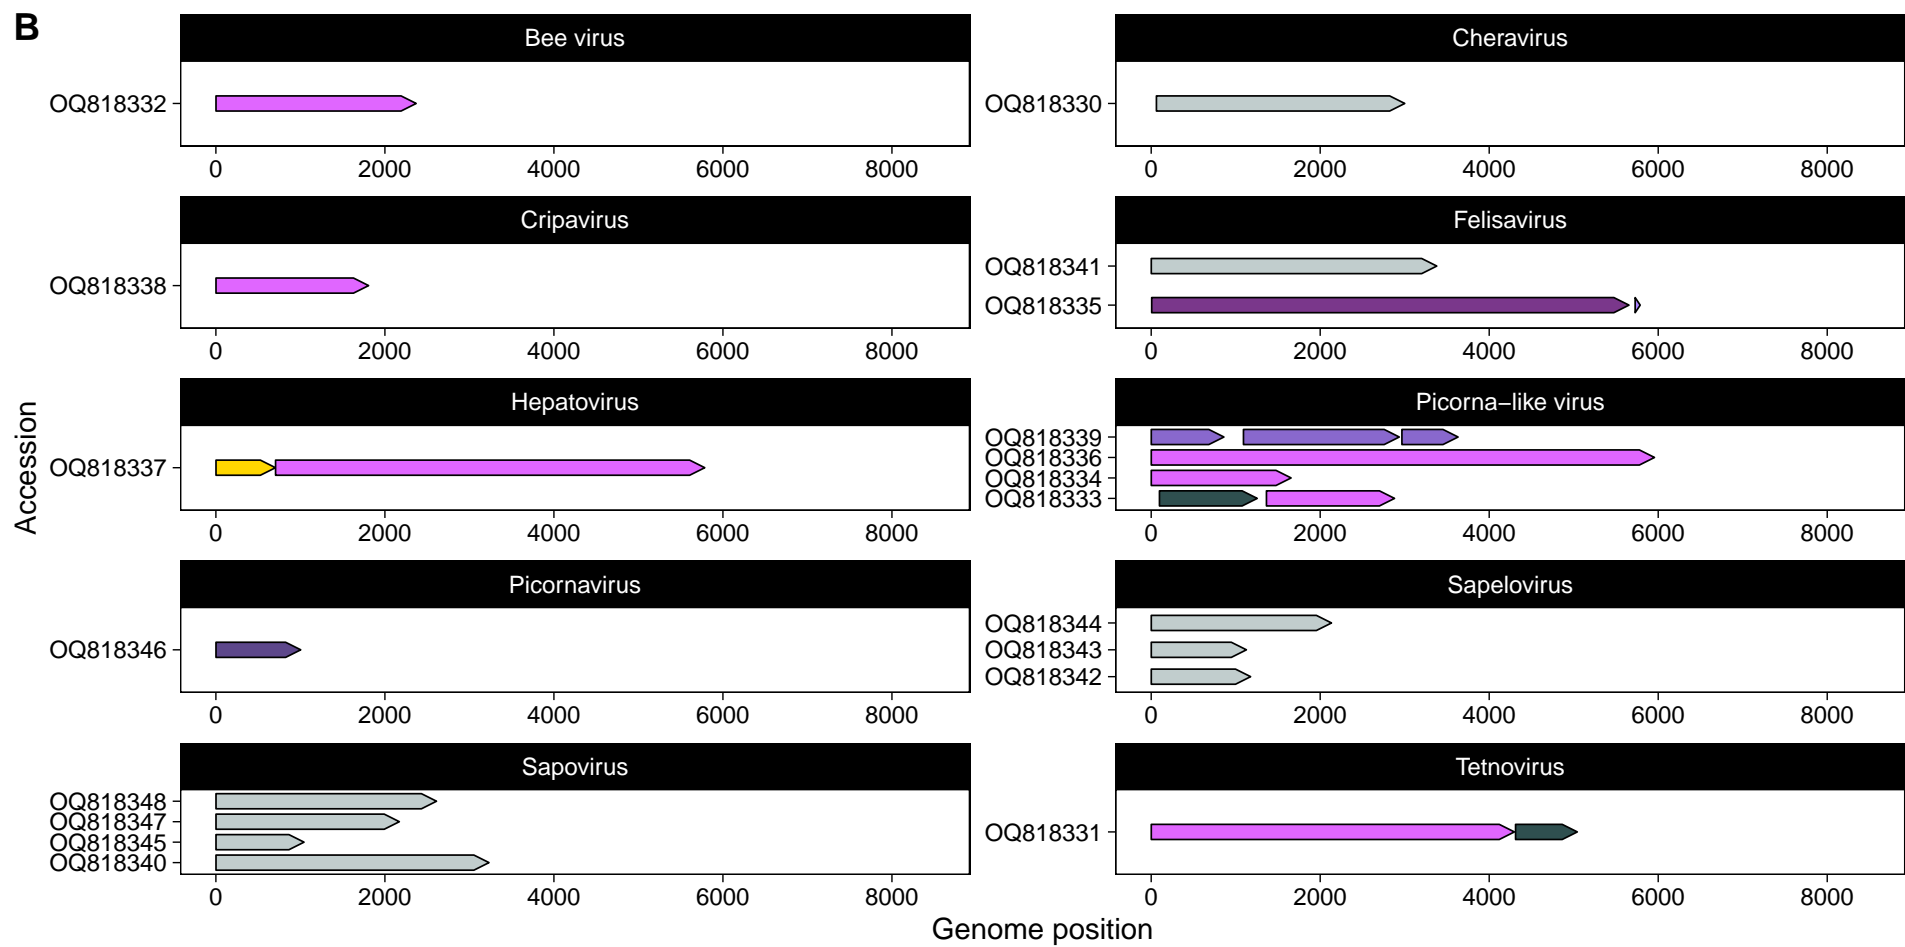 B
Bee virus
OQ818332
0 2000 4000 6000 8000
Cheravirus
OQ818330
0 2000 4000 6000 8000
Cripavirus
OQ818338
0 2000 4000 6000 8000
Felisavirus
OQ818341
OQ818335
0 2000 4000 6000 8000
Accession
Hepatovirus
OQ818337
0 2000 4000 6000 8000
Picorna−like virus
OQ818339
OQ818336
OQ818334
OQ818333
0 2000 4000 6000 8000
Picornavirus
OQ818346
0 2000 4000 6000 8000
Sapelovirus
OQ818344
OQ818343
OQ818342
0 2000 4000 6000 8000
Sapovirus
OQ818348
OQ818347
OQ818345
OQ818340
0 2000 4000 6000 8000
Tetnovirus
OQ818331
0 2000 4000 6000 8000
Genome position